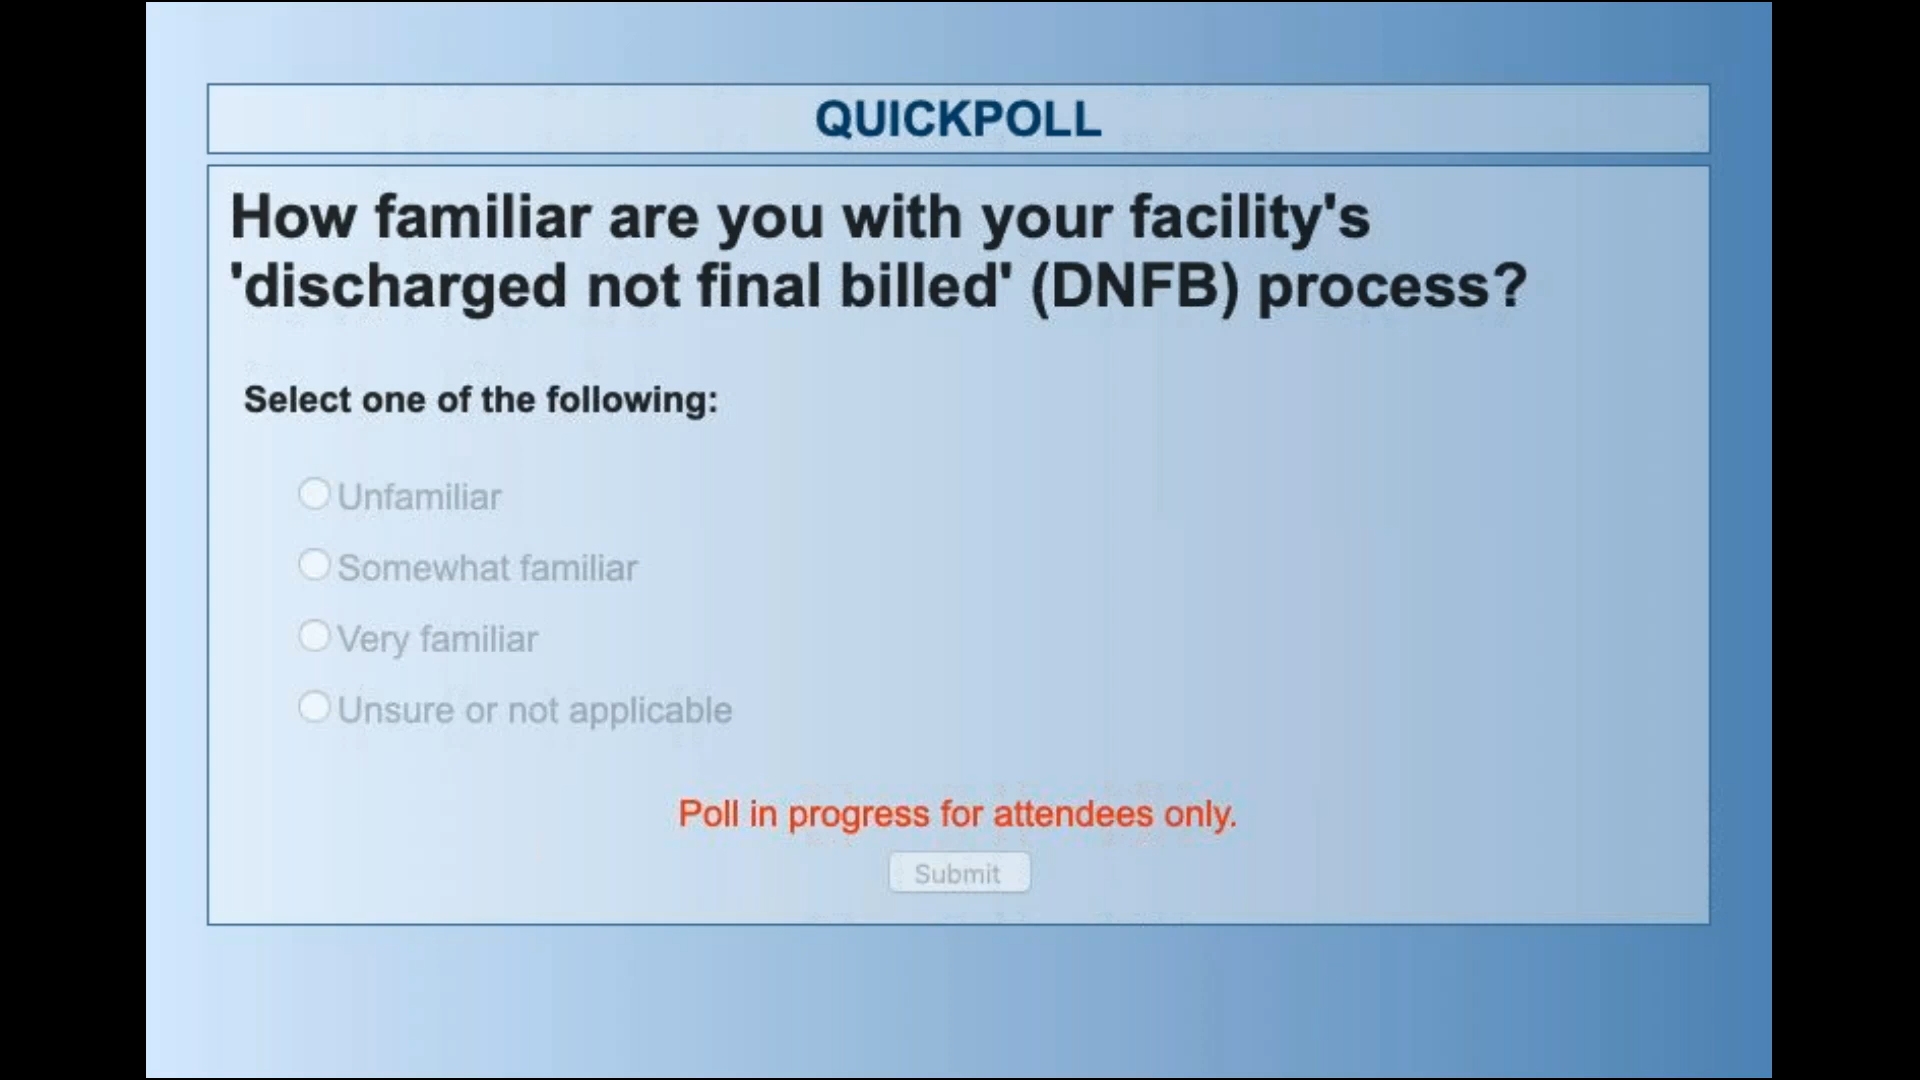 QUICKPOLL
How familiar are you with your facility's
'discharged not final billed' (DNFB) process?
Select one of the following:
Unfamiliar
Somewhat familiar
Very familiar
Unsure or not applicable
Poll in progress for attendees only.
Submit